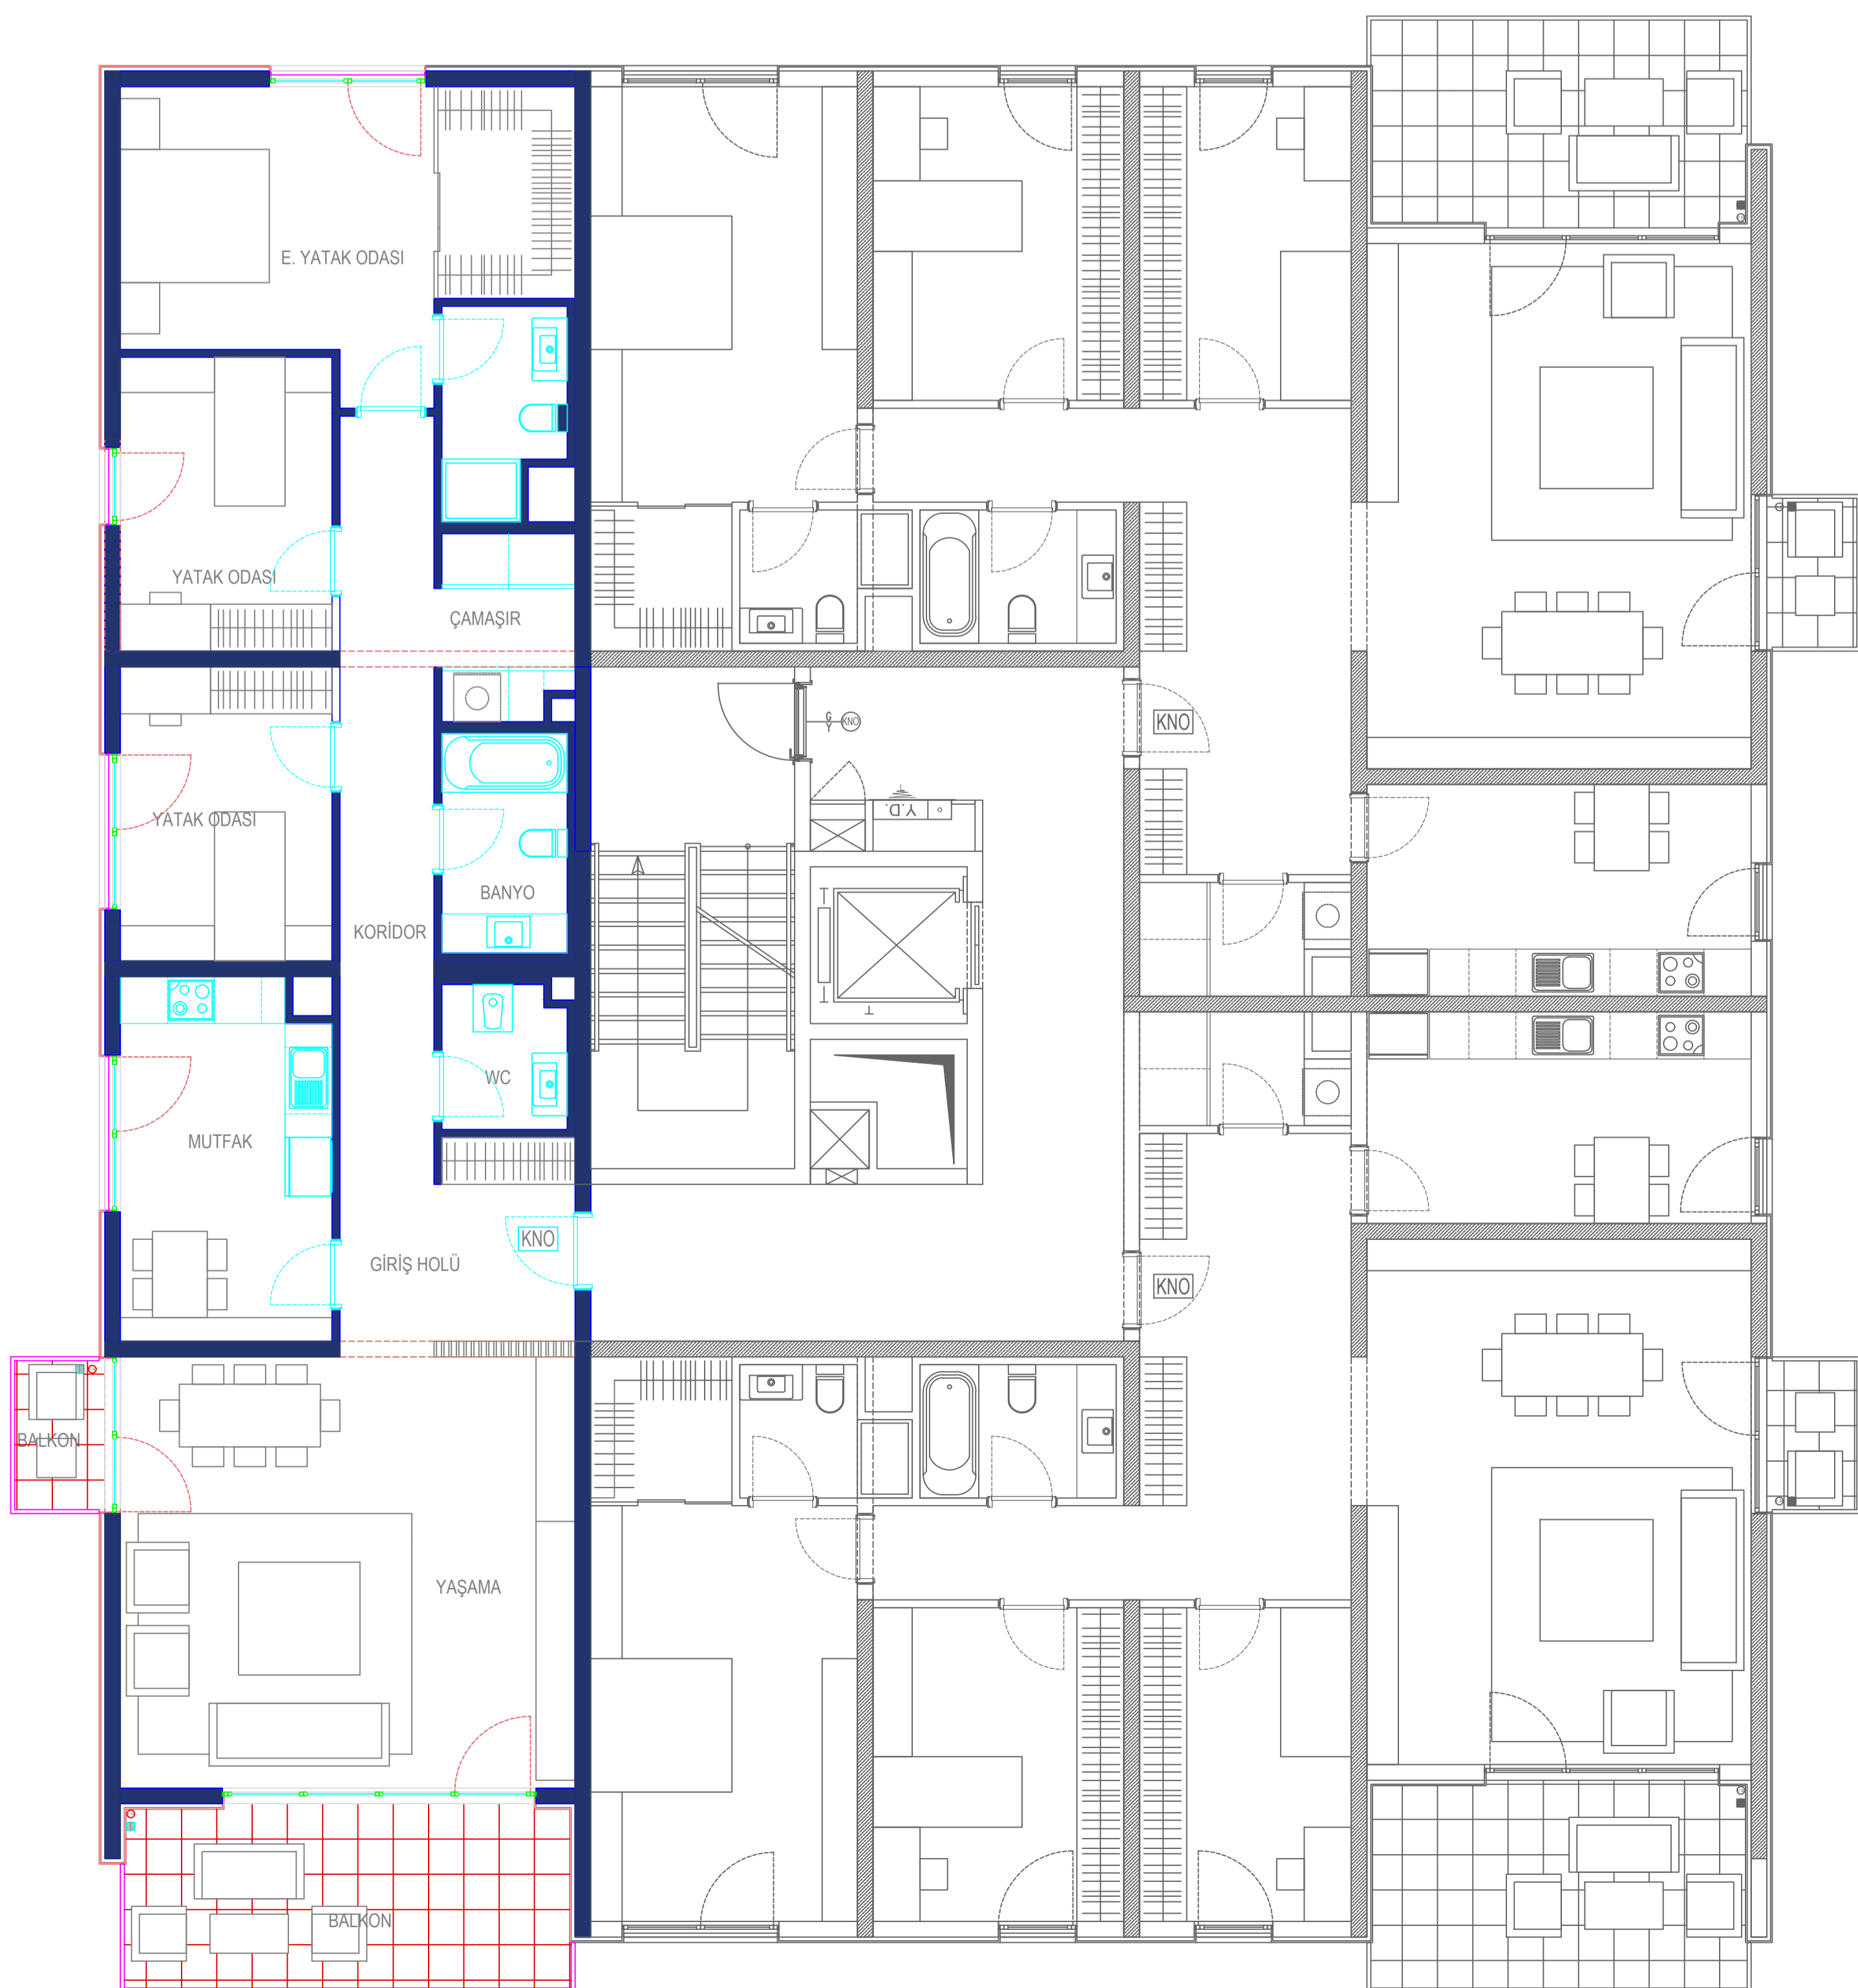 E. YATAK ODASI
YATAK ODASI
ÇAMAŞIR
KNO
KNO
Y.D.
YATAK ODASI
BANYO
KORİDOR
WC
MUTFAK
KNO
GİRİŞ HOLÜ
KNO
BALKON
YAŞAMA
BALKON